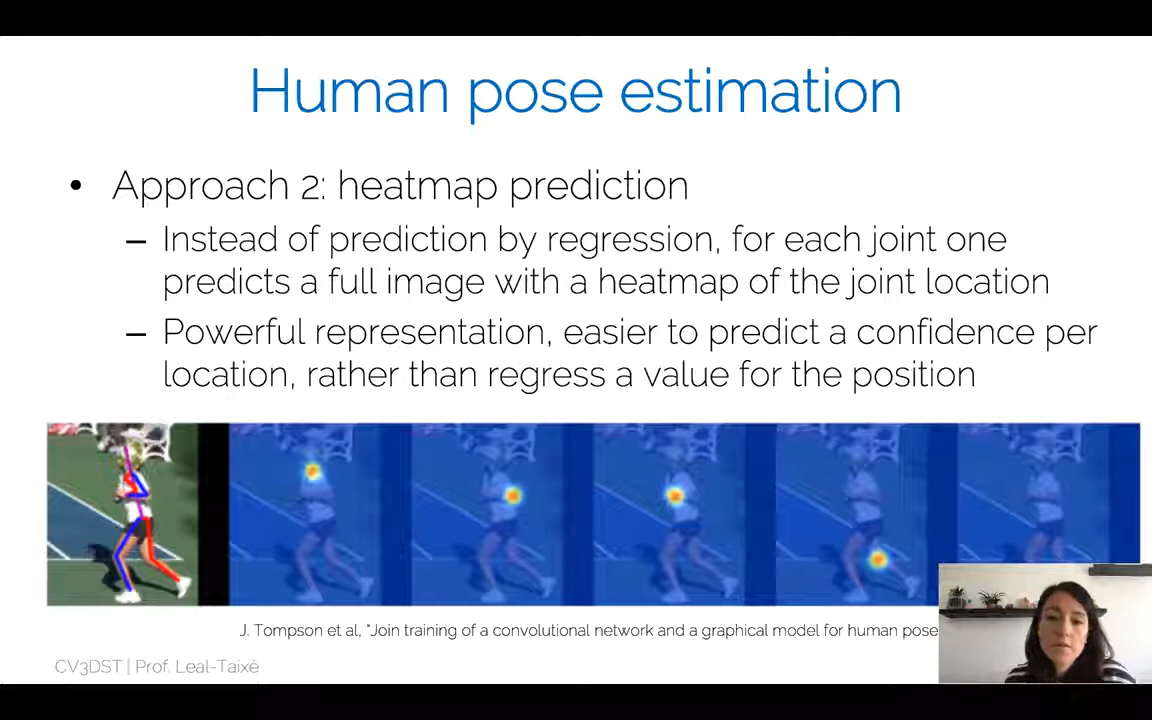 Human pose estimation
• Approach 2: heatmap prediction
– Instead of prediction by regression, for each joint one
predicts a full image with a heatmap of the joint location
– Powerful representation, easier to predict a confidence per
location, rather than regress a value for the position
J. Tompson et al, "Join training of a convolutional network and a graphical model for human pose
CV3DST | Prof. Leal-Taixé